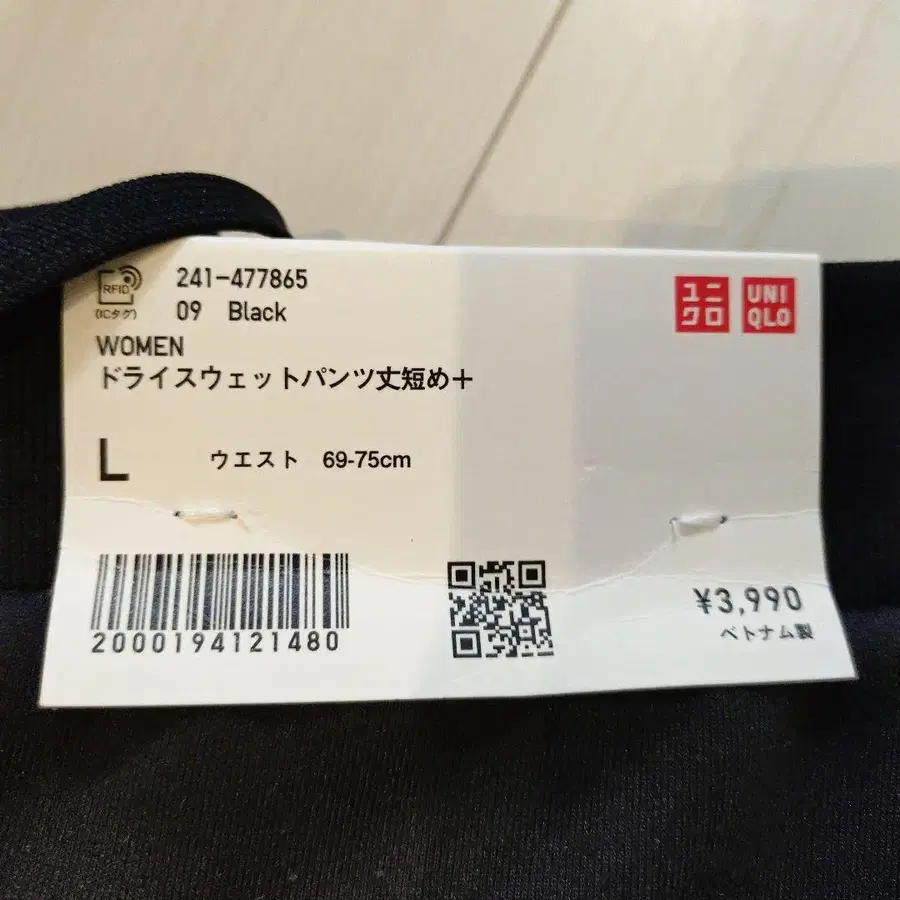 RFID
(ICタグ)
241-477865
09 Black
ユニクロ
UNIQLO
WOMEN
ドライスウェットパンツ丈短め＋
L
ウエスト 69-75cm
2000194121480
¥3,990
ベトナム製